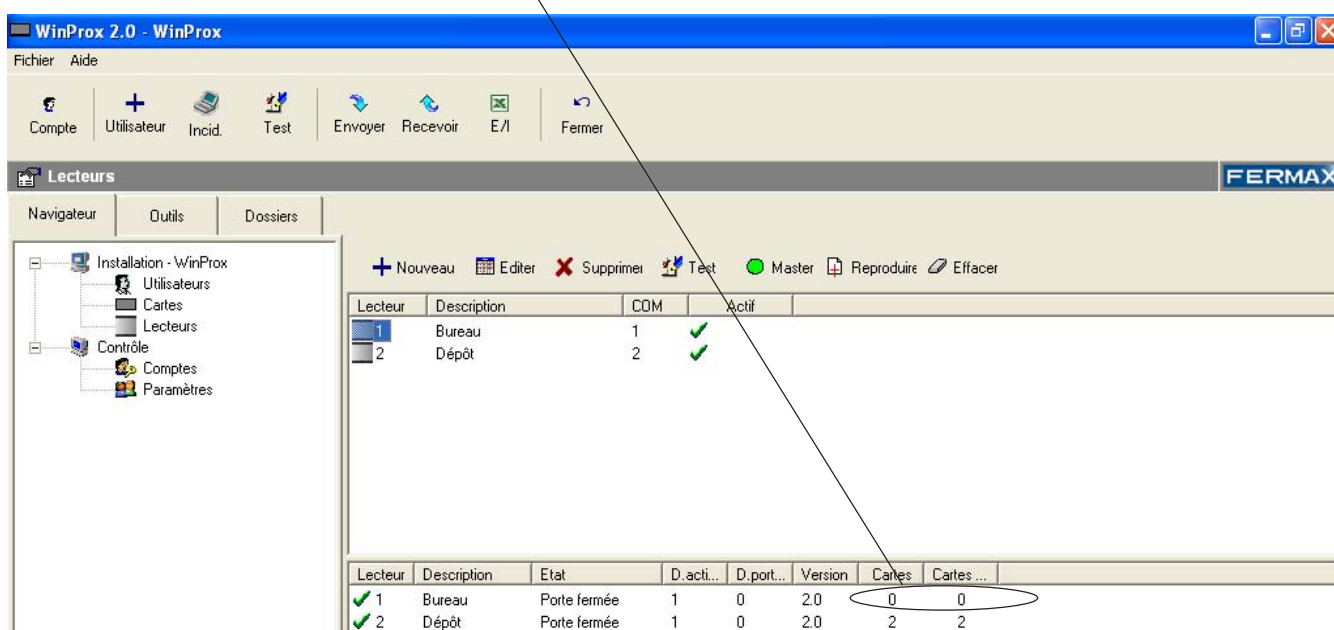 WinProx 2.0 - WinProx
Fichier Aide
Compte Utilisateur Incid. Test Envoyer Recevoir E/I Fermer
Lecteurs FERMAX
Navigateur Outils Dossiers
Installation - WinProx
Utilisateurs
Cartes
Lecteurs
Contrôle
Comptes
Paramètres
Nouveau Editer Supprimer Test Master Reproduire Effacer
Lecteur Description COM Actif
1 Bureau 1
2 Dépôt 2
Lecteur Description Etat D.acti... D.port... Version Cartes Cartes ...
1 Bureau Porte fermée 1 0 2.0 0 0
2 Dépôt Porte fermée 1 0 2.0 2 2